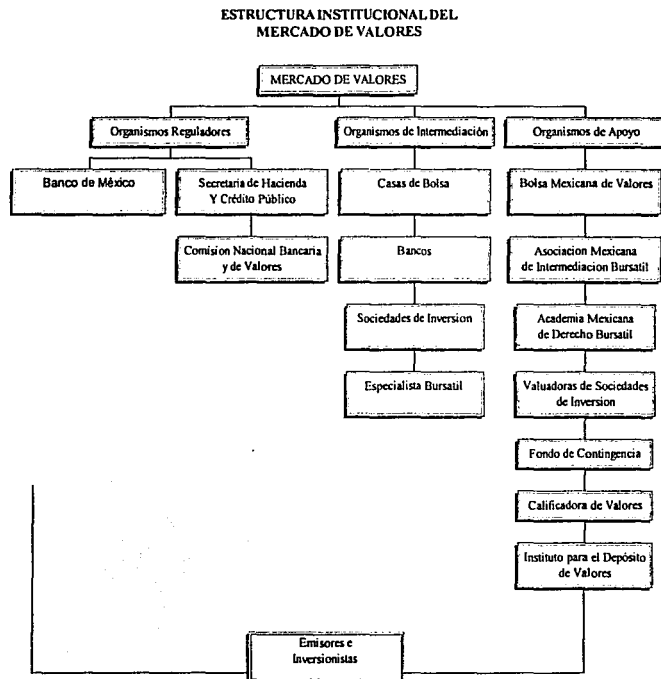 ESTRUCTURA INSTITUCIONAL DEL
MERCADO DE VALORES
MERCADO DE VALORES
Organismos Reguladores
Organismos de Intermediación
Organismos de Apoyo
Banco de México
Secretaria de Hacienda
Y Crédito Público
Casas de Bolsa
Bolsa Mexicana de Valores
Comision Nacional Bancaria
y de Valores
Bancos
Asociacion Mexicana
de Intermediacion Bursatil
Sociedades de Inversion
Academia Mexicana
de Derecho Bursatil
Especialista Bursatil
Valuadoras de Sociedades
de Inversion
Fondo de Contingencia
Calificadora de Valores
Instituto para el Depósito
de Valores
Emisores e
Inversionistas